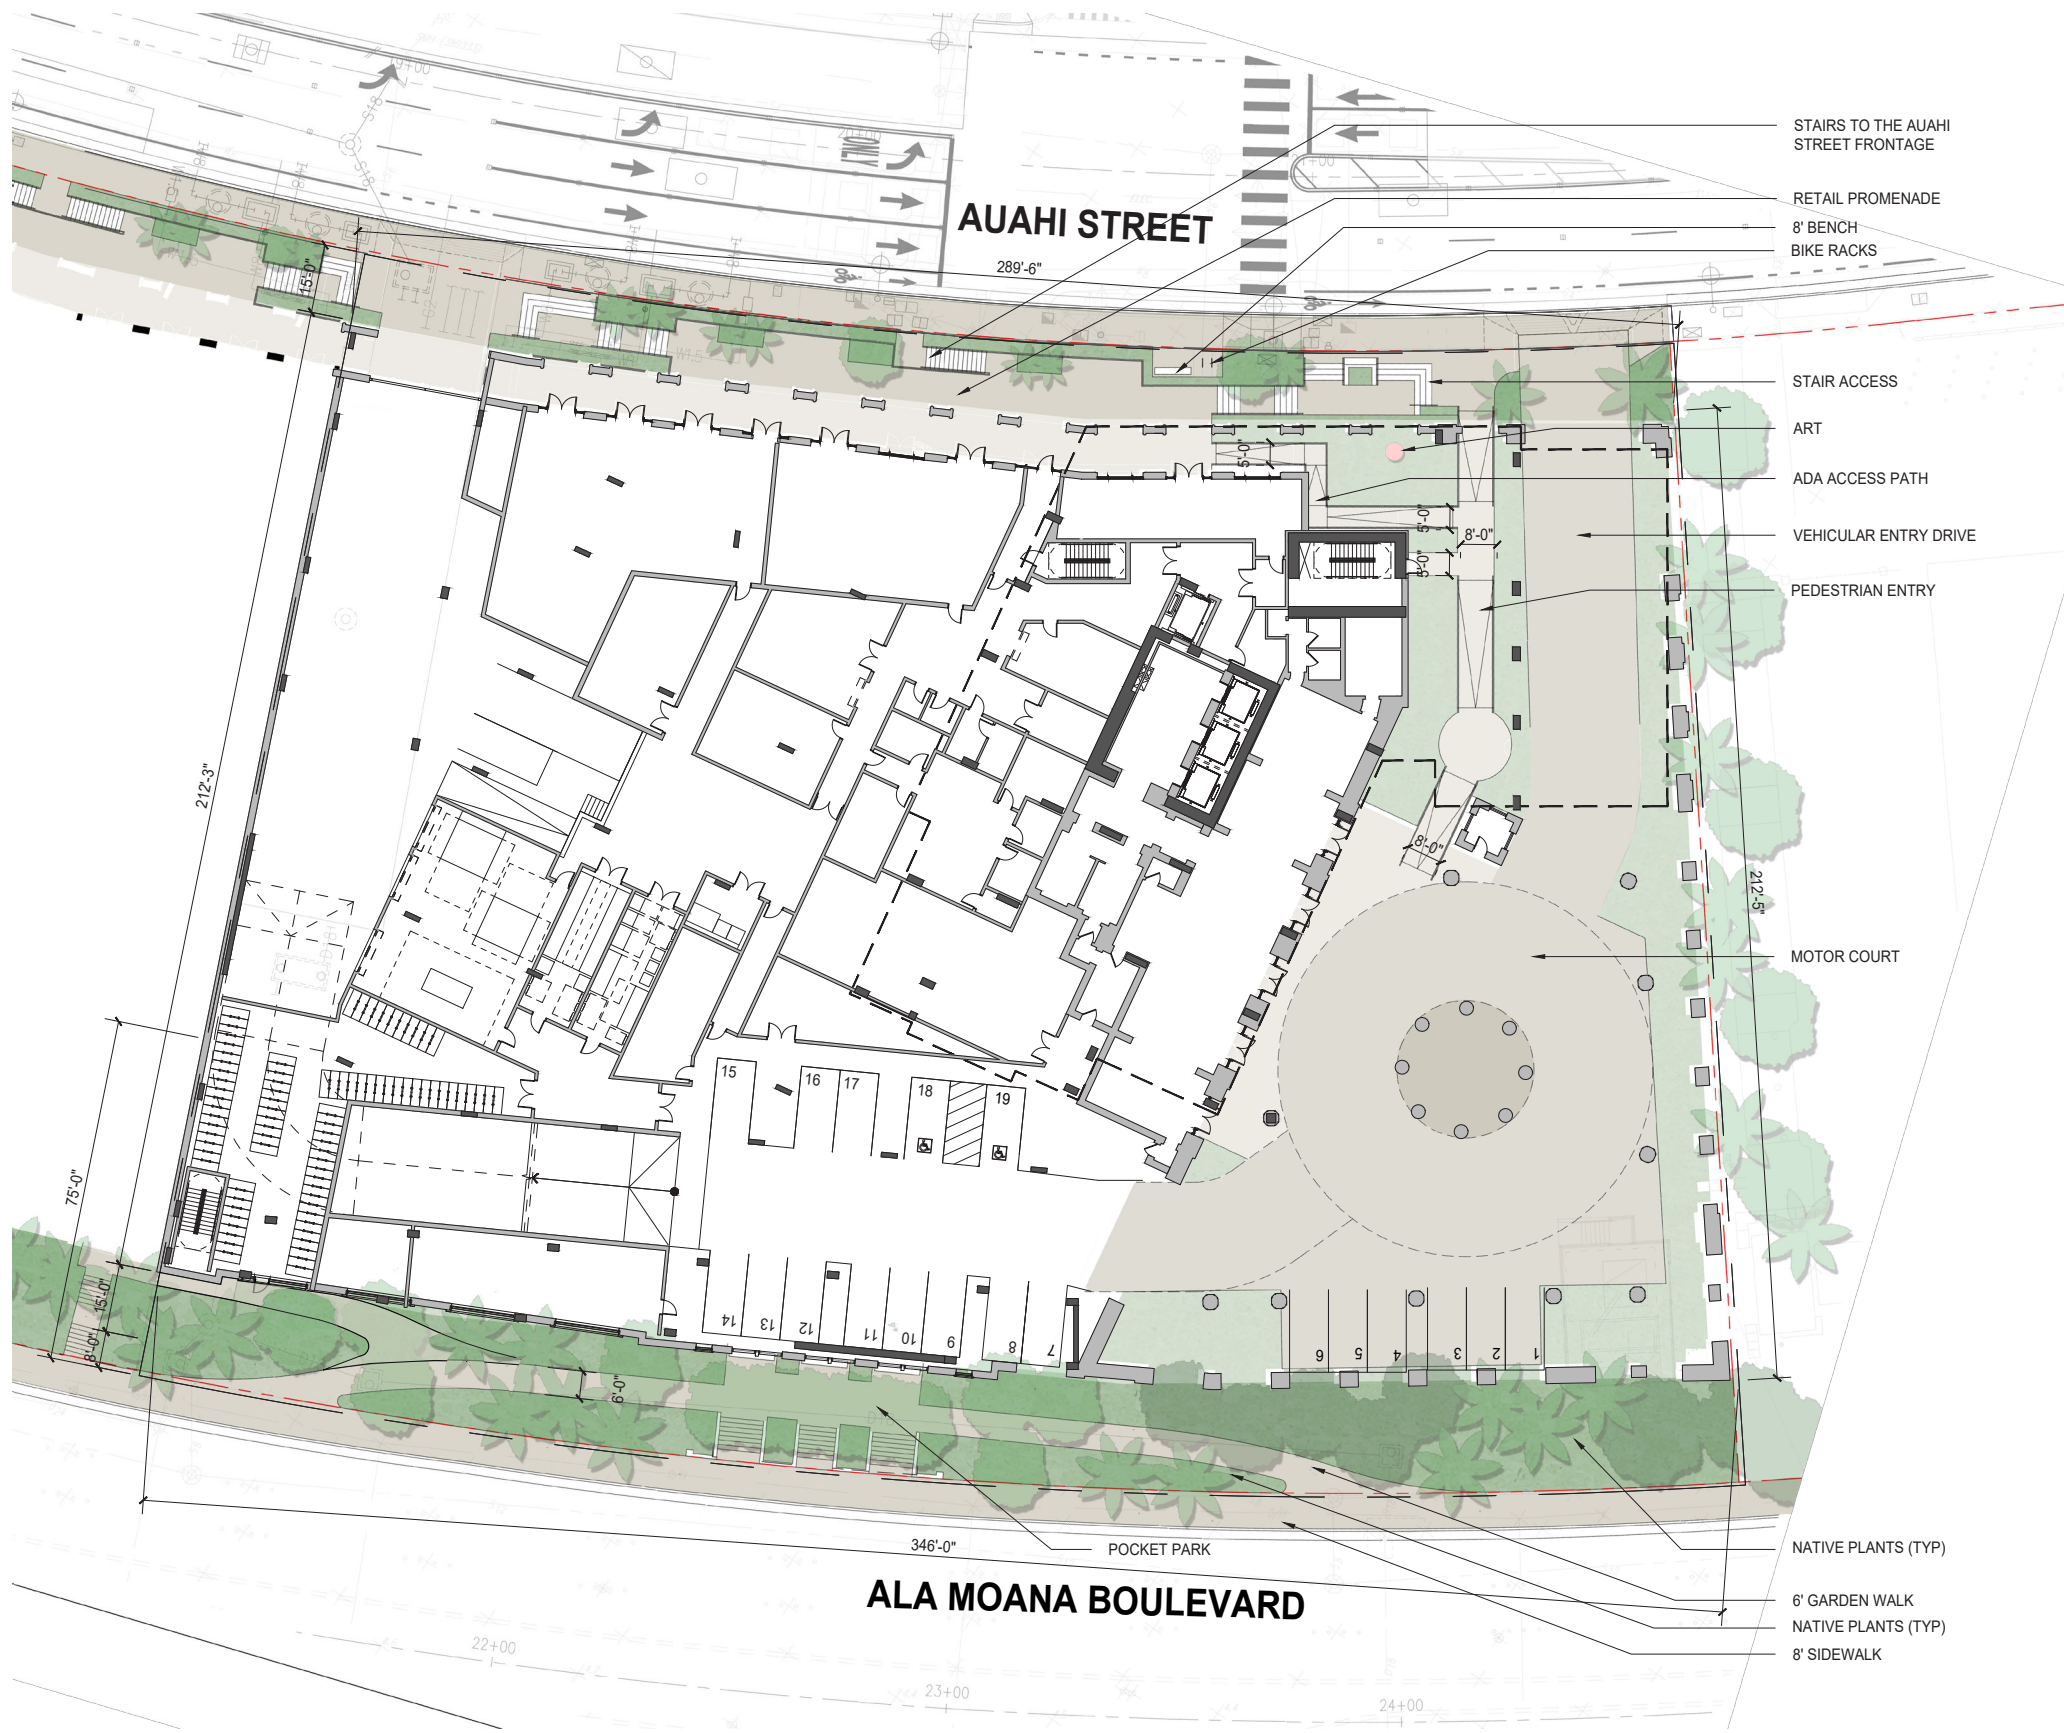 19+00
ONLY
21+00
STAIRS TO THE AUAHI
STREET FRONTAGE
RETAIL PROMENADE
8' BENCH
BIKE RACKS
AUAHI STREET
289'-6"
15'-0"
STAIR ACCESS
ART
ADA ACCESS PATH
VEHICULAR ENTRY DRIVE
PEDESTRIAN ENTRY
5'-0"
5'-0"
8'-0"
5'-0"
212'-3"
8'-0"
212'-5"
MOTOR COURT
15
16
17
18
19
75'-0"
15'-0"
8'-0"
14
13
12
11
10
9
8
7
6
5
4
3
2
1
6'-0"
346'-0"
POCKET PARK
NATIVE PLANTS (TYP)
ALA MOANA BOULEVARD
6' GARDEN WALK
NATIVE PLANTS (TYP)
8' SIDEWALK
22+00
23+00
24+00